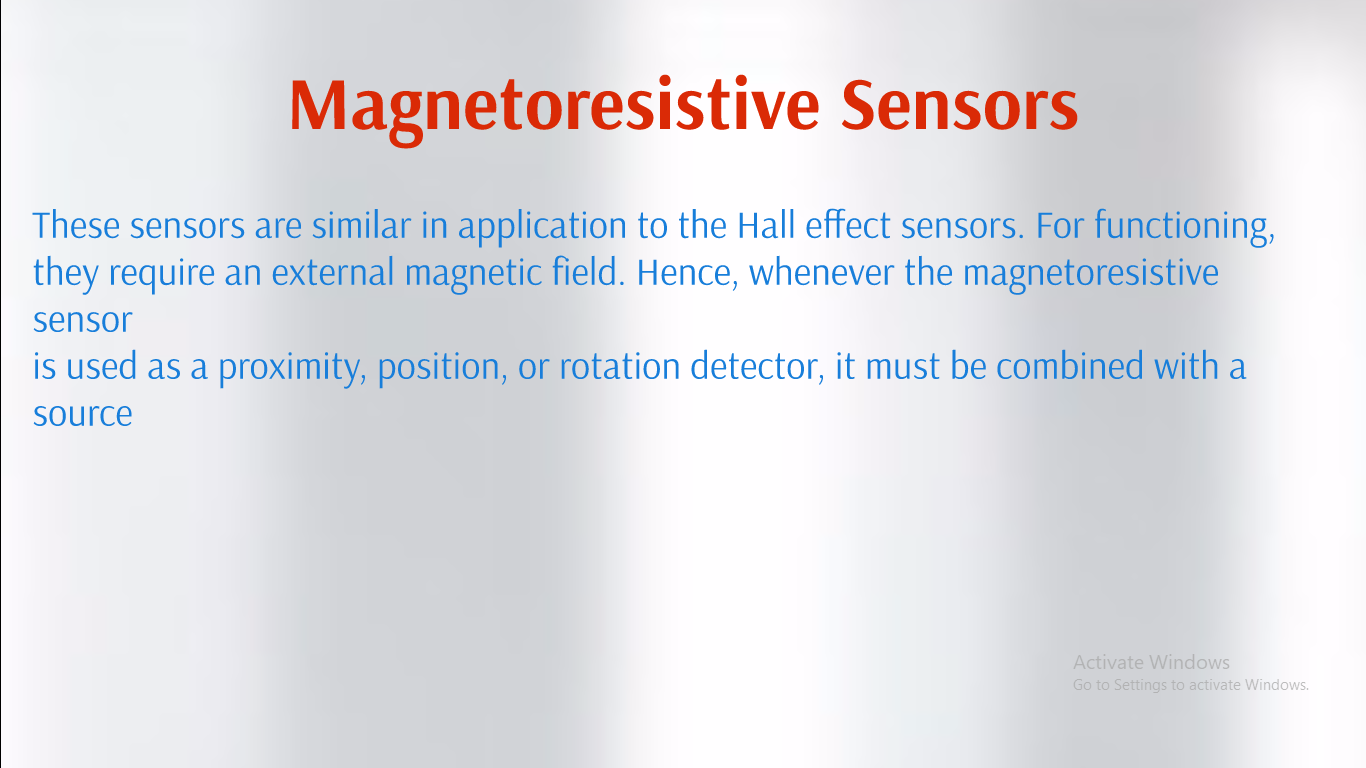 Magnetoresistive Sensors
These sensors are similar in application to the Hall effect sensors. For functioning,
they require an external magnetic field. Hence, whenever the magnetoresistive
sensor
is used as a proximity, position, or rotation detector, it must be combined with a
source
Activate Windows
Go to Settings to activate Windows.